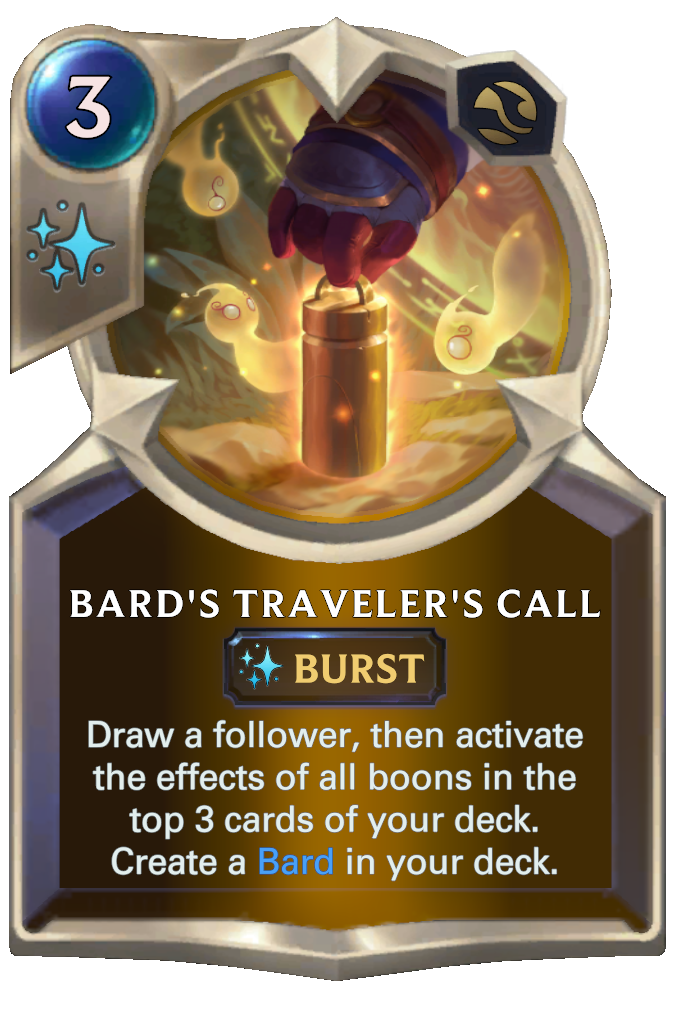 3
BARD'S TRAVELER'S CALL
BURST
Draw a follower, then activate
the effects of all boons in the
top 3 cards of your deck.
Create a Bard in your deck.